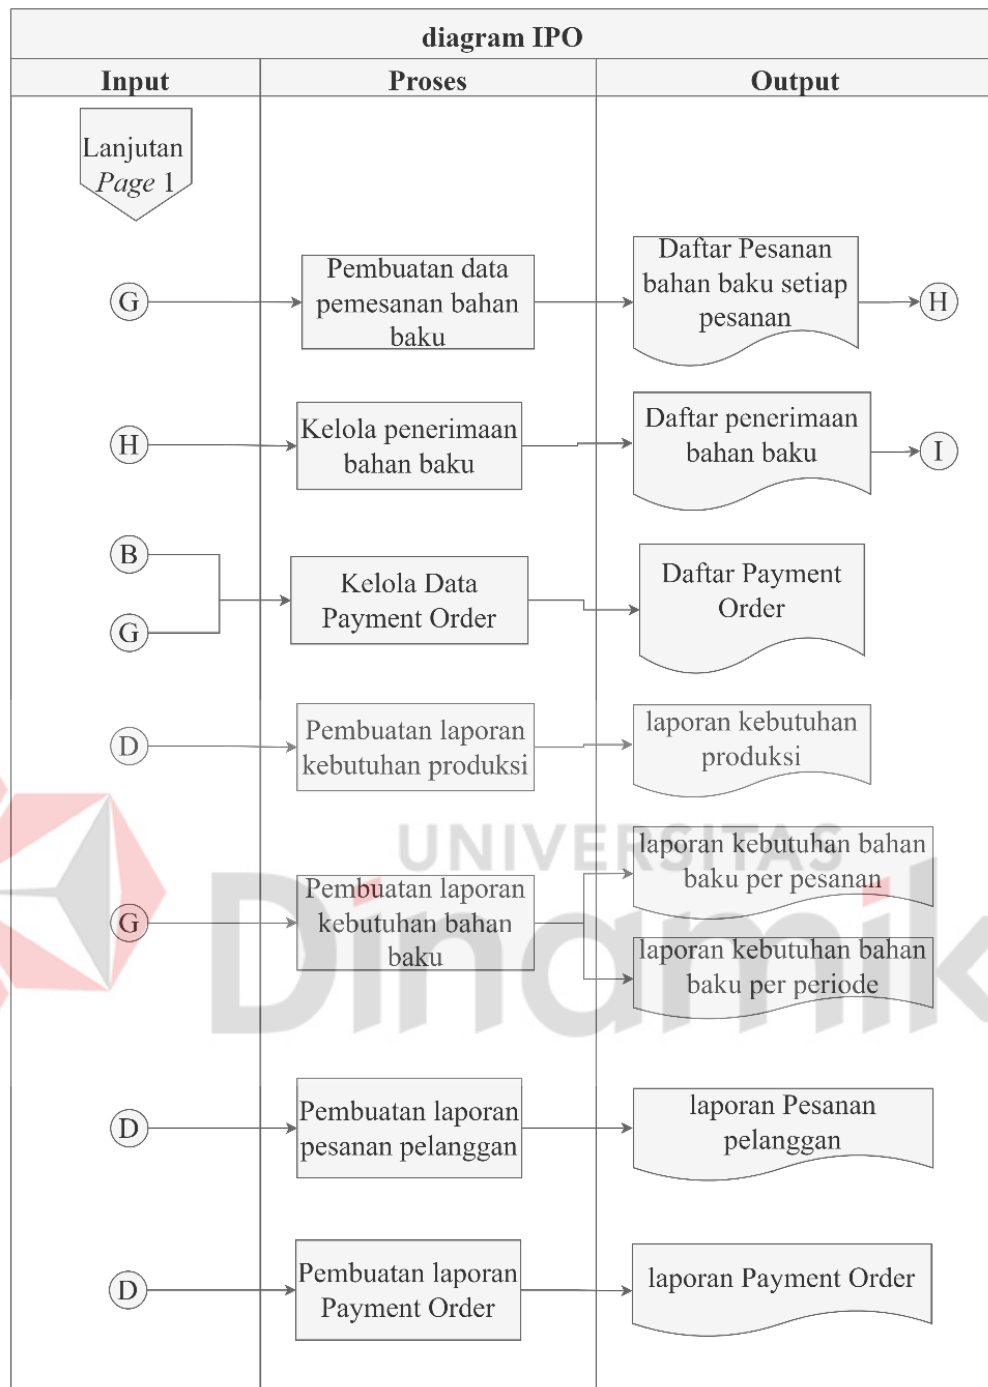 diagram IPO
Input
Proses
Output
Lanjutan
Page 1
G
Pembuatan data
pemesanan bahan
baku
Daftar Pesanan
bahan baku setiap
pesanan
H
H
Kelola penerimaan
bahan baku
Daftar penerimaan
bahan baku
I
B
G
Kelola Data
Payment Order
Daftar Payment
Order
D
Pembuatan laporan
kebutuhan produksi
laporan kebutuhan
produksi
UNIVERSITAS
Dinamik
G
Pembuatan laporan
kebutuhan bahan
baku
laporan kebutuhan bahan
baku per pesanan
laporan kebutuhan bahan
baku per periode
D
Pembuatan laporan
pesanan pelanggan
laporan Pesanan
pelanggan
D
Pembuatan laporan
Payment Order
laporan Payment Order